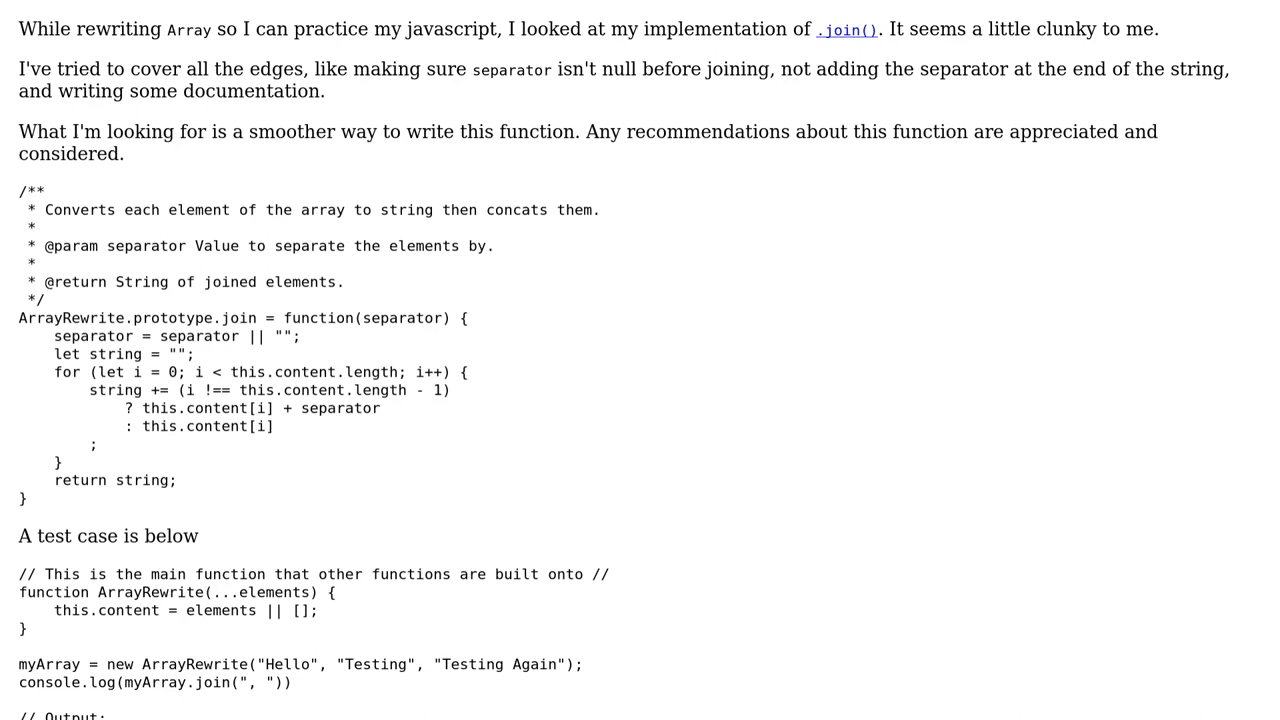 While rewriting Array so I can practice my javascript, I looked at my implementation of .join(). It seems a little clunky to me.
I've tried to cover all the edges, like making sure separator isn't null before joining, not adding the separator at the end of the string,
and writing some documentation.
What I'm looking for is a smoother way to write this function. Any recommendations about this function are appreciated and
considered.
/**
 * Converts each element of the array to string then concats them.
 *
 * @param separator Value to separate the elements by.
 *
 * @return String of joined elements.
 */
ArrayRewrite.prototype.join = function(separator) {
    separator = separator || "";
    let string = "";
    for (let i = 0; i < this.content.length; i++) {
        string += (i !== this.content.length - 1)
            ? this.content[i] + separator
            : this.content[i]
        ;
    }
    return string;
}
A test case is below
// This is the main function that other functions are built onto //
function ArrayRewrite(...elements) {
    this.content = elements || [];
}
myArray = new ArrayRewrite("Hello", "Testing", "Testing Again");
console.log(myArray.join(", "))
// Output: